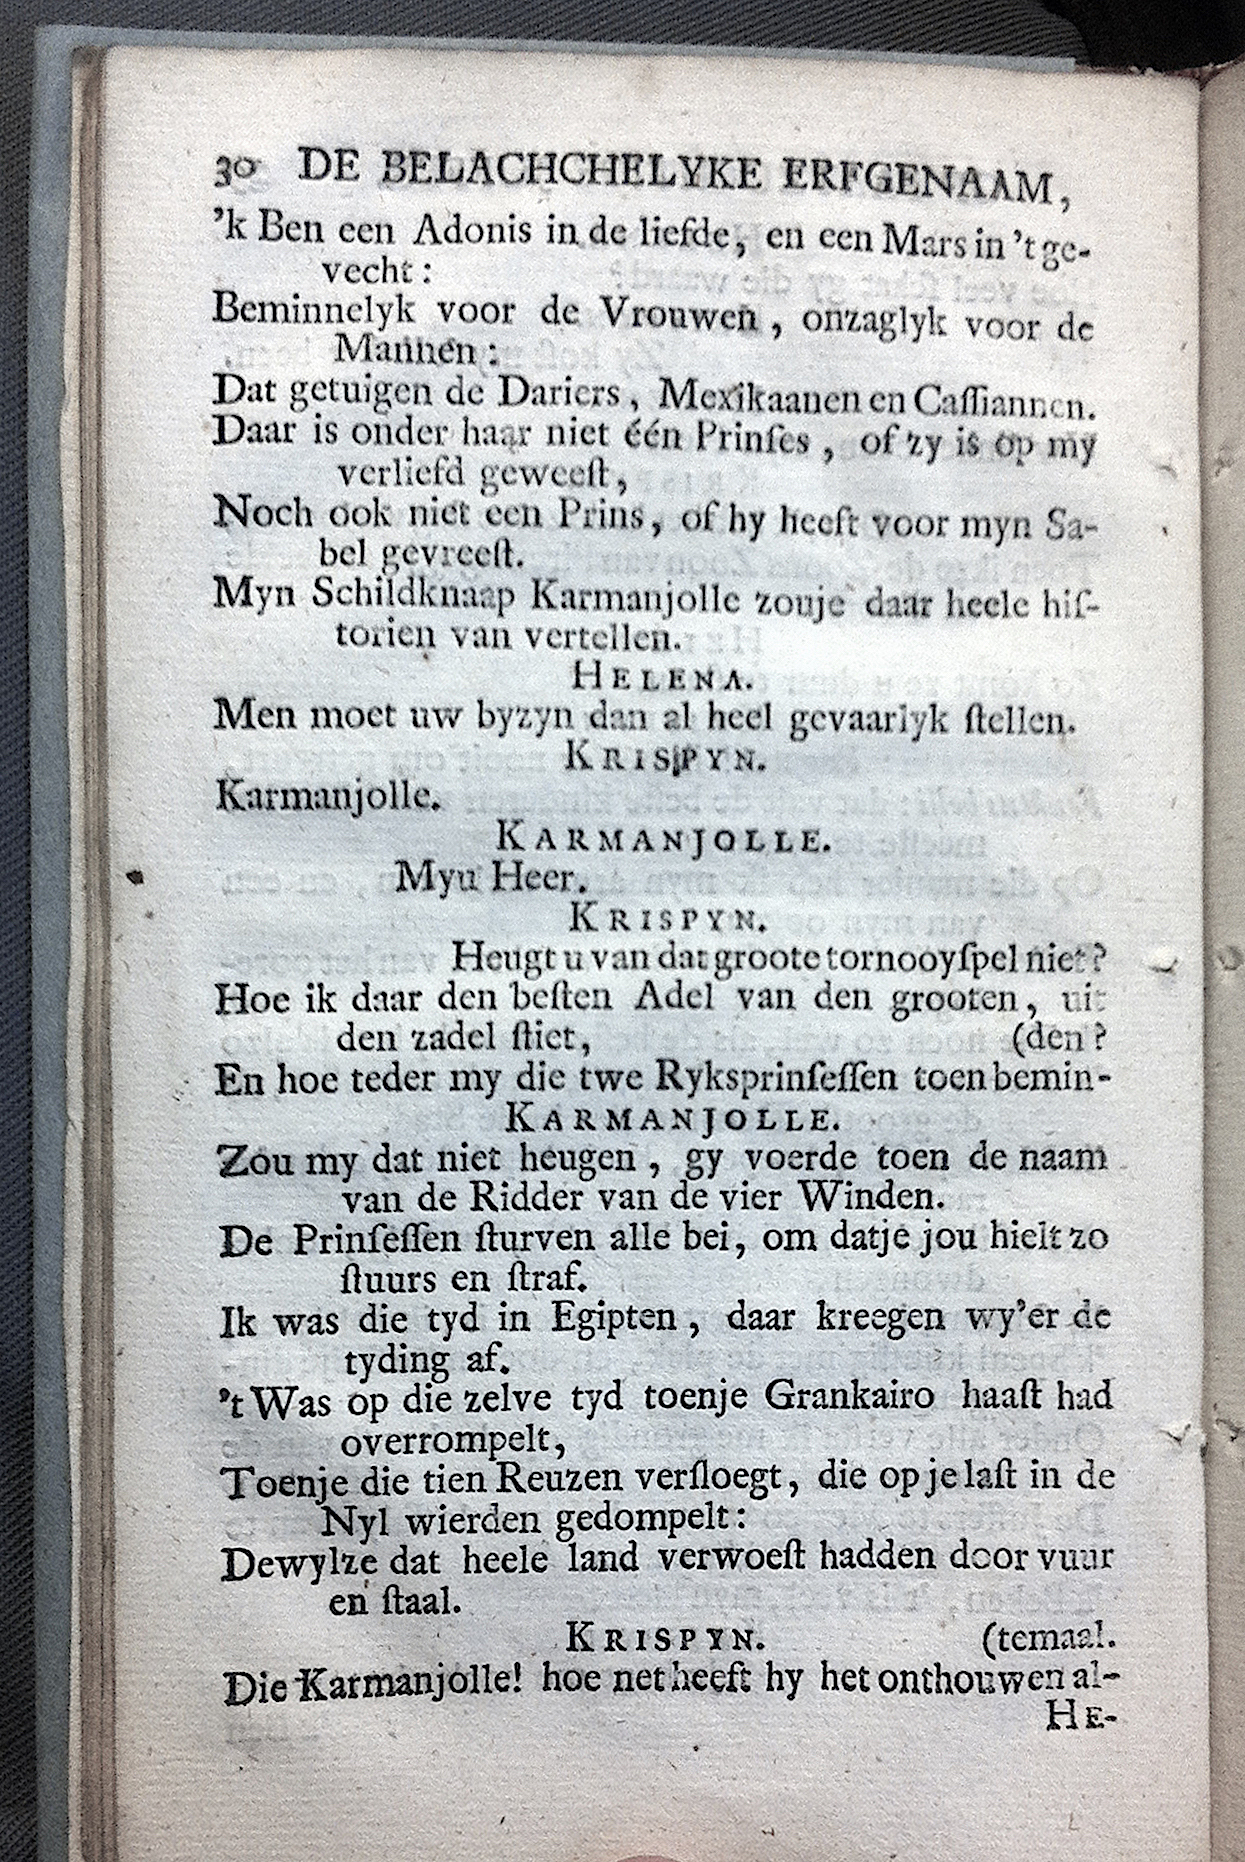 30 DE BELACHCHELYKE ERFGENAAM,
'k Ben een Adonis in de liefde, en een Mars in 't ge-
vecht:
Beminnelyk voor de Vrouwen, onzaglyk voor de
Mannen:
Dat getuigen de Dariers, Mexikaanen en Caſſiannen.
Daar is onder haar niet één Prinſes, of zy is op my
verliefd geweeſt,
Noch ook niet een Prins, of hy heeft voor myn Sa-
bel gevreeſt.
Myn Schildknaap Karmanjolle zouje daar heele hiſ-
torien van vertellen.
HELENA.
Men moet uw byzyn dan al heel gevaarlyk ſtellen.
KRISPYN.
Karmanjolle.
KARMANJOLLE.
Myn Heer.
KRISPYN.
Heugt u van dat groote tornooyſpel niet?
Hoe ik daar den beſten Adel van den grooten, uit
den zadel ſtiet, (den?
En hoe teder my die twe Ryksprinſeſſen toen bemin-
KARMANJOLLE.
Zou my dat niet heugen, gy voerde toen de naam
van de Ridder van de vier Winden.
De Prinſeſſen ſturven alle bei, om datje jou hielt zo
ſtuurs en ſtraf.
Ik was die tyd in Egipten, daar kreegen wy'er de
tyding af.
't Was op die zelve tyd toenje Grankairo haaſt had
overrompelt,
Toenje die tien Reuzen verſloegt, die op je laſt in de
Nyl wierden gedompelt:
Dewylze dat heele land verwoeſt hadden door vuur
en ſtaal.
KRISPYN. (temaal.
Die Karmanjolle! hoe net heeft hy het onthouwen al-
HE-